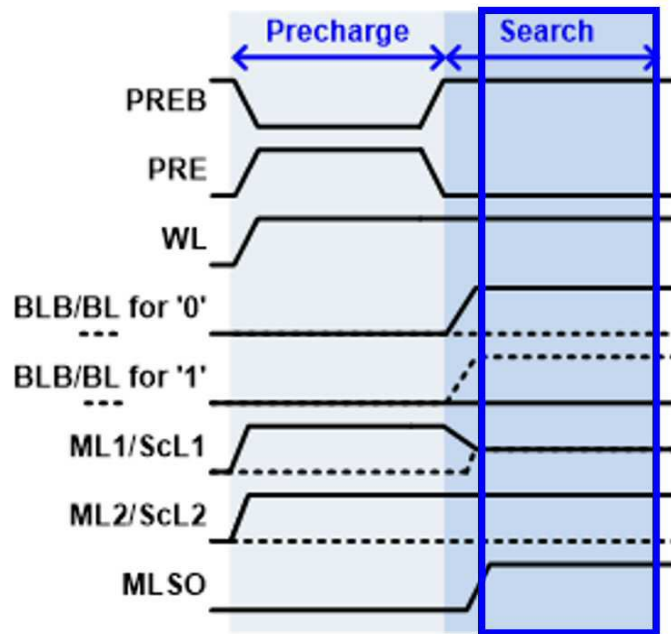 Precharge Search
PREB
PRE
WL
BLB/BL for '0'
BLB/BL for '1'
ML1/ScL1
ML2/ScL2
MLSO